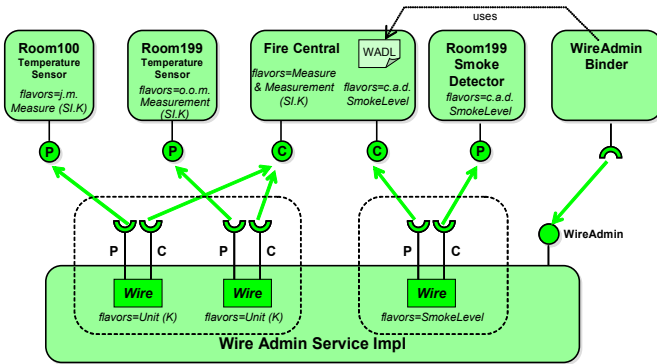 uses
Room100
Temperature
Sensor
flavors=j.m.
Measure (SI.K)
Room199
Temperature
Sensor
flavors=o.o.m.
Measurement
(SI.K)
Fire Central
WADL
flavors=Measure
& Measurement
(SI.K)
flavors=c.a.d.
SmokeLevel
Room199
Smoke
Detector
flavors=c.a.d.
SmokeLevel
WireAdmin
Binder
P
P
C
C
P
WireAdmin
P
C
P
C
P
C
Wire
Wire
Wire
flavors=Unit (K)
flavors=Unit (K)
flavors=SmokeLevel
Wire Admin Service Impl